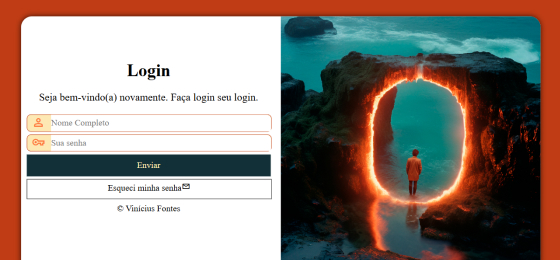 Login
Seja bem-vindo(a) novamente. Faça login seu login.
Nome Completo
Sua senha
Enviar
Esqueci minha senha
© Vinicius Fontes